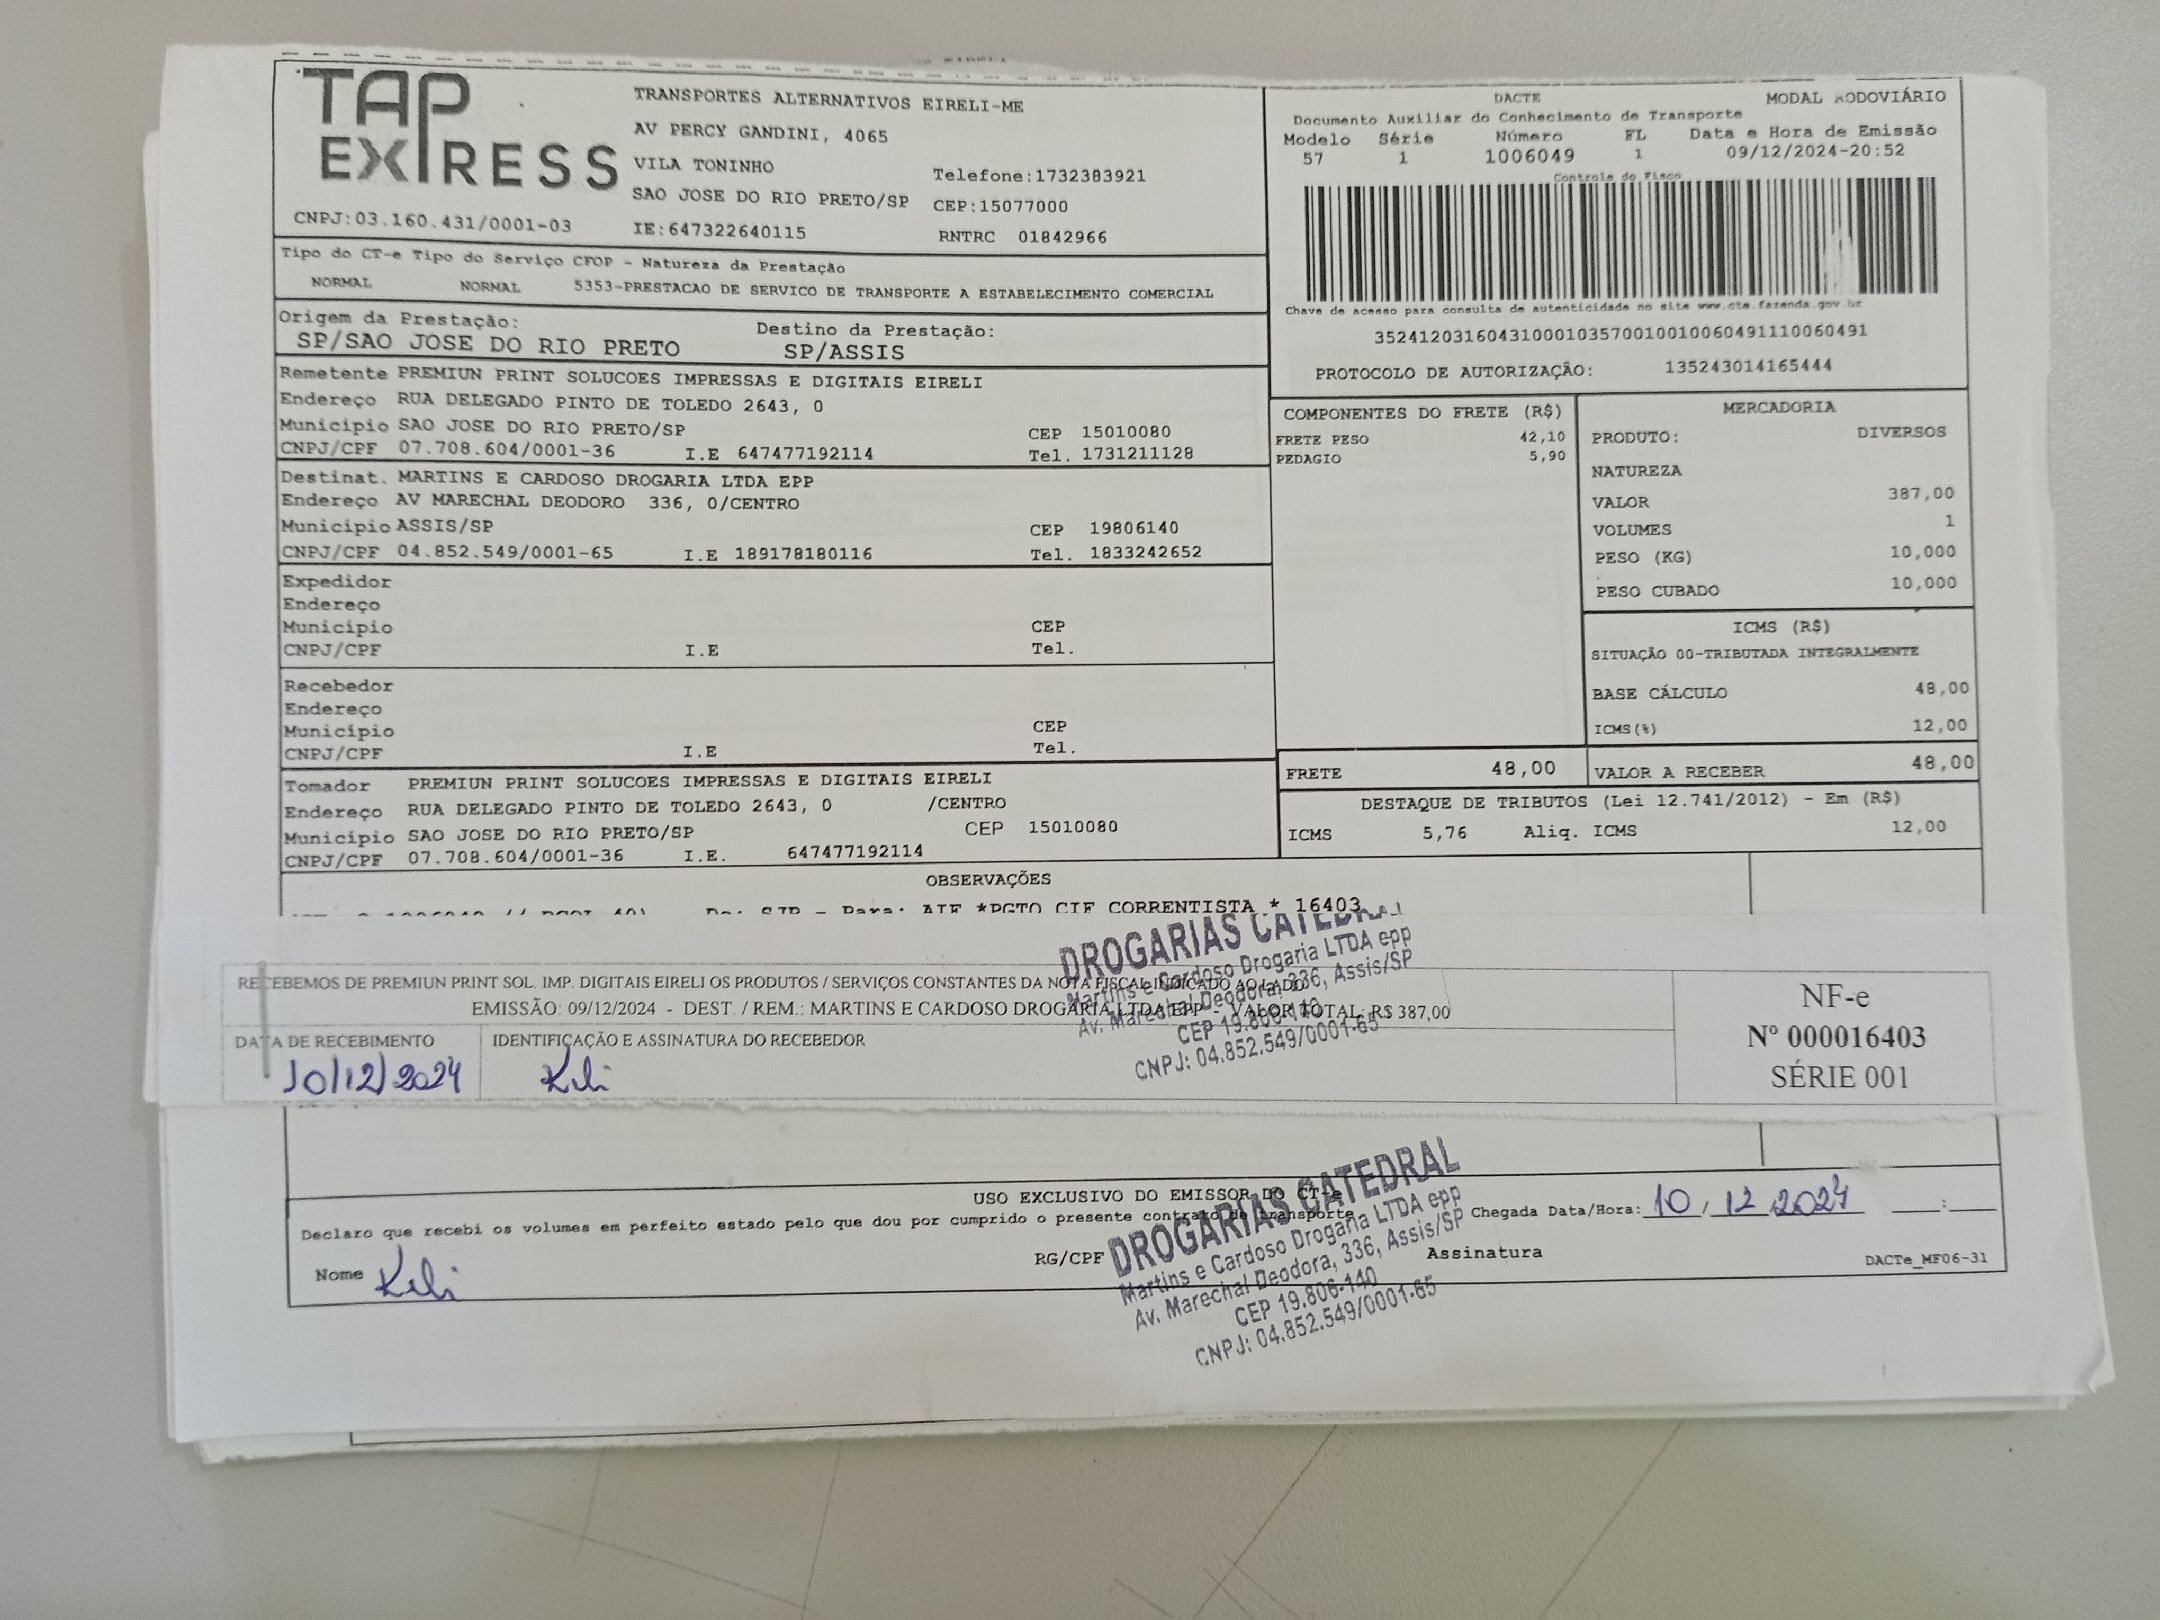 TAP EXPRESS
TRANSPORTES ALTERNATIVOS EIRELI-ME
AV PERCY GANDINI, 4065
VILA TONINHO
Telefone:1732383921
SAO JOSE DO RIO PRETO/SP CEP:15077000
CNPJ:03.160.431/0001-03
IE:647322640115
RNTRC 01842966
DACTE MODAL RODOVIÁRIO
Documento Auxiliar do Conhecimento de Transporte
Modelo Série Número FL Data e Hora de Emissão
57 1 1006049 1 09/12/2024-20:52
Controle do Fisco
Chave de acesso para consulta de autenticidade no site www.cte.fazenda.gov.br
35241203160431000103570010010060491110060491
PROTOCOLO DE AUTORIZAÇÃO: 135243014165444
Tipo do CT-e Tipo do Serviço CFOP - Natureza da Prestação
NORMAL NORMAL 5353-PRESTACAO DE SERVICO DE TRANSPORTE A ESTABELECIMENTO COMERCIAL
Origem da Prestação: Destino da Prestação:
SP/SAO JOSE DO RIO PRETO SP/ASSIS
Remetente PREMIUN PRINT SOLUCOES IMPRESSAS E DIGITAIS EIRELI
Endereço RUA DELEGADO PINTO DE TOLEDO 2643, 0
Município SAO JOSE DO RIO PRETO/SP CEP 15010080
CNPJ/CPF 07.708.604/0001-36 I.E 647477192114 Tel. 1731211128
Destinat. MARTINS E CARDOSO DROGARIA LTDA EPP
Endereço AV MARECHAL DEODORO 336, 0/CENTRO
Município ASSIS/SP CEP 19806140
CNPJ/CPF 04.852.549/0001-65 I.E 189178180116 Tel. 1833242652
Expedidor
Endereço
Município CEP
CNPJ/CPF I.E Tel.
Recebedor
Endereço
Município CEP
CNPJ/CPF I.E Tel.
Tomador PREMIUN PRINT SOLUCOES IMPRESSAS E DIGITAIS EIRELI
Endereço RUA DELEGADO PINTO DE TOLEDO 2643, 0 /CENTRO
Município SAO JOSE DO RIO PRETO/SP CEP 15010080
CNPJ/CPF 07.708.604/0001-36 I.E. 647477192114
COMPONENTES DO FRETE (R$)
FRETE PESO 42,10
PEDAGIO 5,90
MERCADORIA
PRODUTO: DIVERSOS
NATUREZA
VALOR 387,00
VOLUMES 1
PESO (KG) 10,000
PESO CUBADO 10,000
ICMS (R$)
SITUAÇÃO 00-TRIBUTADA INTEGRALMENTE
BASE CÁLCULO 48,00
ICMS(%) 12,00
FRETE 48,00 VALOR A RECEBER 48,00
DESTAQUE DE TRIBUTOS (Lei 12.741/2012) - Em (R$)
ICMS 5,76 Aliq. ICMS 12,00
OBSERVAÇÕES
De: SJP - Para: AIF *PGTO CIF CORRENTISTA * 16403
DROGARIAS CATEDRAL
Martins e Cardoso Drogaria LTDA epp
Av. Marechal Deodora, 336, Assis/SP
CEP 19.806-140
CNPJ: 04.852.549/0001-65
RECEBEMOS DE PREMIUN PRINT SOL. IMP. DIGITAIS EIRELI OS PRODUTOS / SERVIÇOS CONSTANTES DA NOTA FISCAL INDICADO AO LADO
EMISSÃO: 09/12/2024 - DEST. / REM.: MARTINS E CARDOSO DROGARIA LTDA EPP - VALOR TOTAL: R$ 387,00
DATA DE RECEBIMENTO IDENTIFICAÇÃO E ASSINATURA DO RECEBEDOR
10/12/2024 Keli
NF-e
Nº 000016403
SÉRIE 001
USO EXCLUSIVO DO EMISSOR DO CT-e
Declaro que recebi os volumes em perfeito estado pelo que dou por cumprido o presente contrato de transporte
Chegada Data/Hora: 10/12/2024 :
Nome Keli RG/CPF Assinatura
DACTe_MF06-31
DROGARIAS CATEDRAL
Martins e Cardoso Drogaria LTDA epp
Av. Marechal Deodora, 336, Assis/SP
CEP 19.806-140
CNPJ: 04.852.549/0001-65